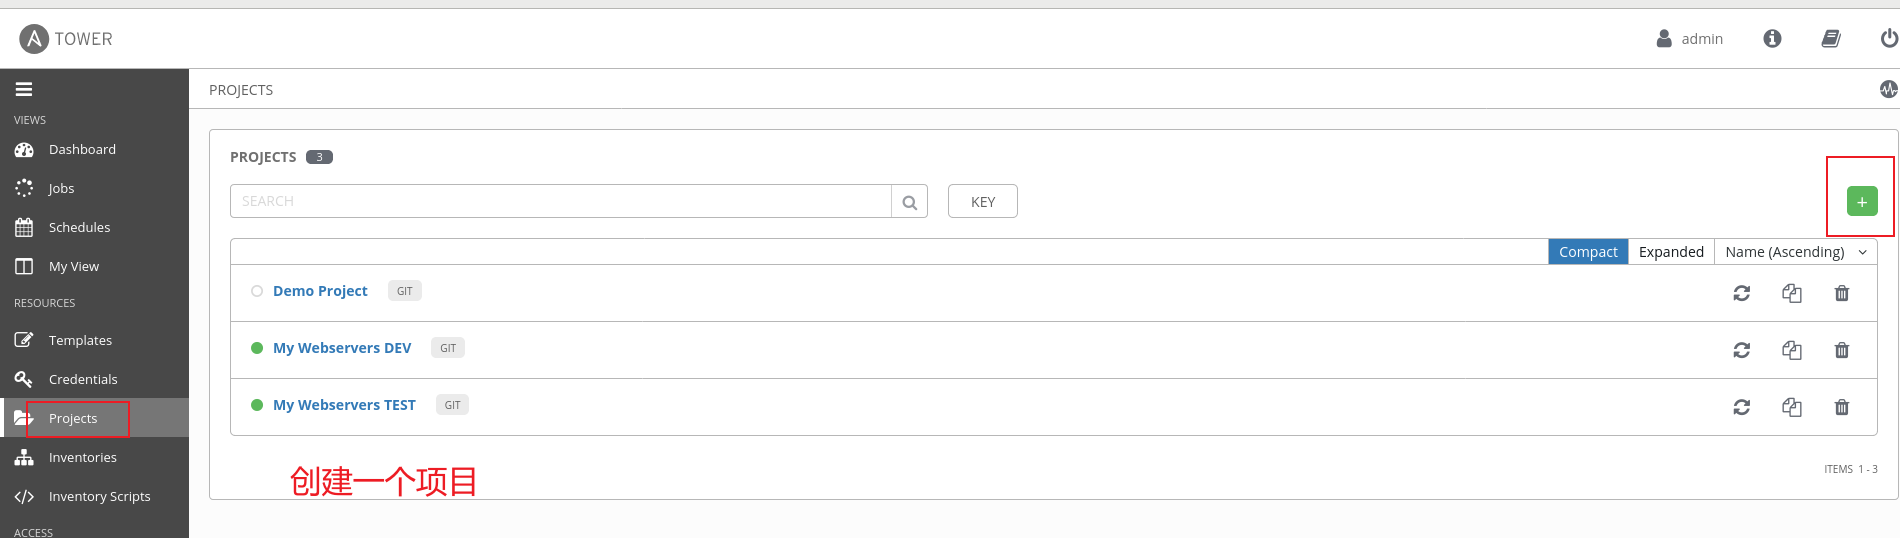 TOWER
admin
VIEWS
Dashboard
Jobs
Schedules
My View
RESOURCES
Templates
Credentials
Projects
Inventories
Inventory Scripts
ACCESS
PROJECTS
PROJECTS 3
SEARCH
KEY
+
Compact Expanded Name (Ascending)
Demo Project GIT
My Webservers DEV GIT
My Webservers TEST GIT
ITEMS 1 - 3
创建一个项目